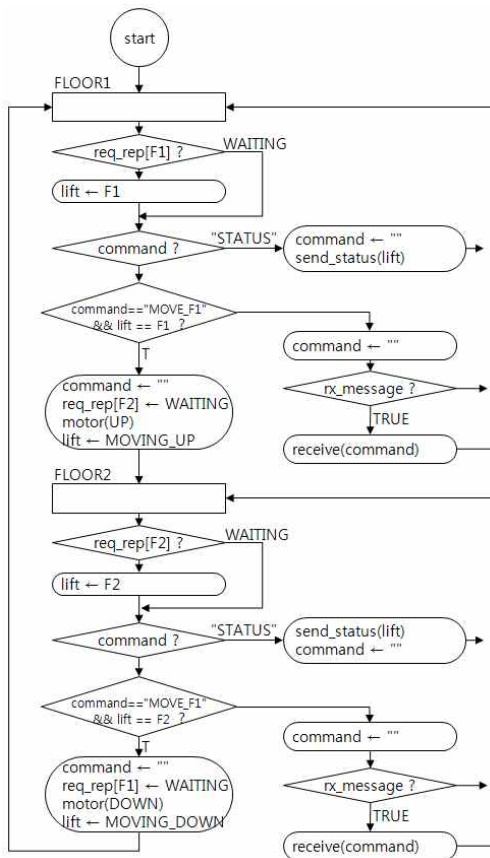 start
FLOOR1
req_rep[F1] ?
WAITING
lift ← F1
command ?
"STATUS"
command ← ""
send_status(lift)
command=="MOVE_F1"
&& lift == F1 ?
T
command ← ""
rx_message ?
TRUE
receive(command)
command ← ""
req_rep[F2] ← WAITING
motor(UP)
lift ← MOVING_UP
FLOOR2
req_rep[F2] ?
WAITING
lift ← F2
command ?
"STATUS"
send_status(lift)
command ← ""
command=="MOVE_F1"
&& lift == F2 ?
T
command ← ""
rx_message ?
TRUE
receive(command)
command ← ""
req_rep[F1] ← WAITING
motor(DOWN)
lift ← MOVING_DOWN